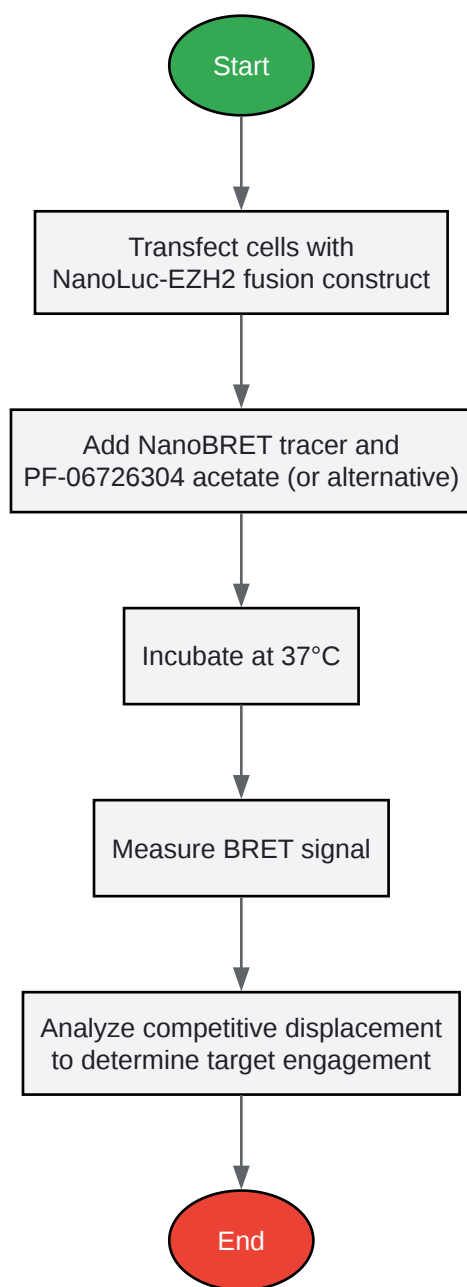 Start
Transfect cells with
NanoLuc-EZH2 fusion construct
Add NanoBRET tracer and
PF-06726304 acetate (or alternative)
Incubate at 37°C
Measure BRET signal
Analyze competitive displacement
to determine target engagement
End